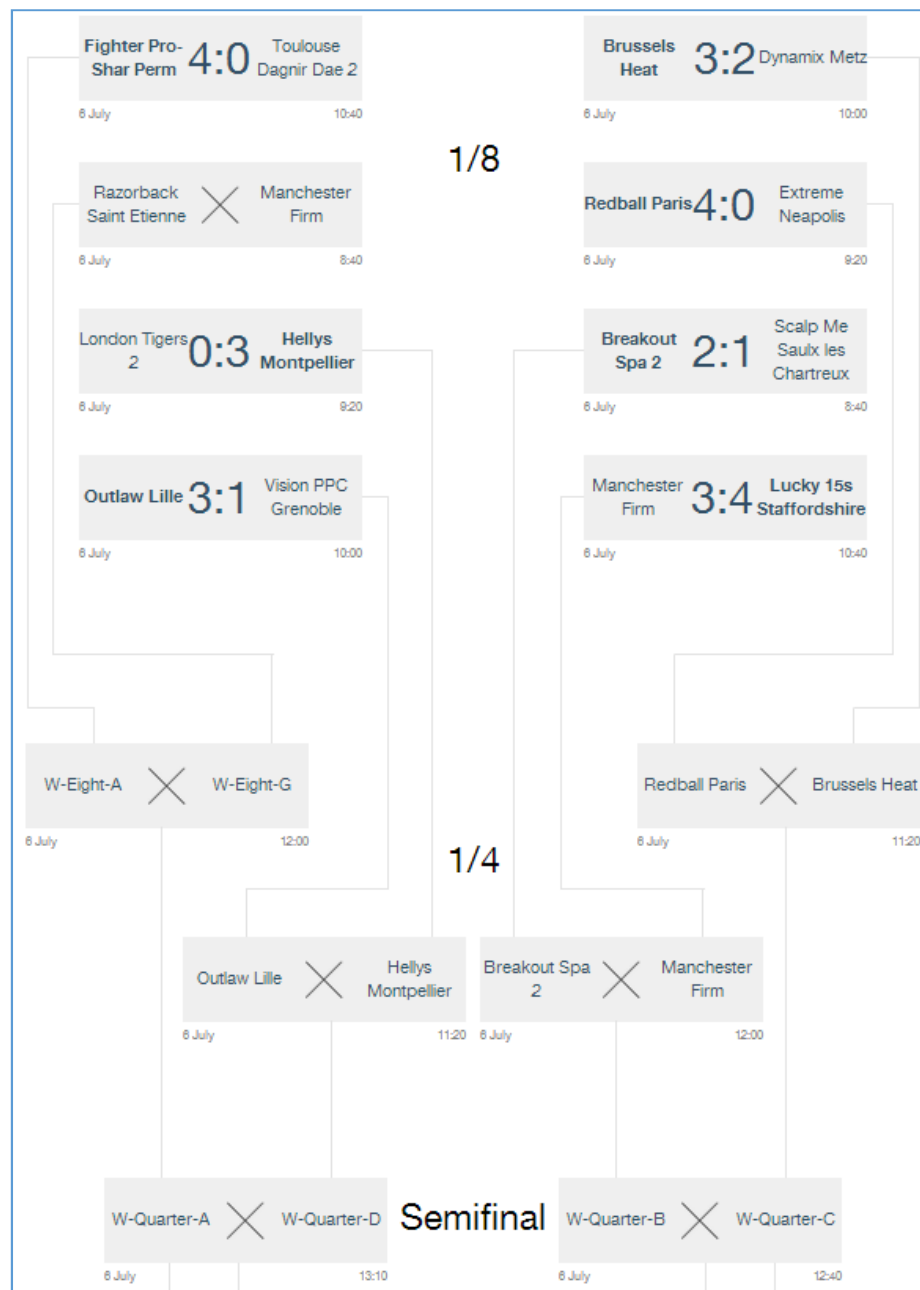 Fighter Pro-
Shar Perm
4:0
Toulouse
Dagnir Dae 2
6 July
10:40
Brussels
Heat
3:2
Dynamix Metz
6 July
10:00
1/8
Razorback
Saint Etienne
Manchester
Firm
6 July
8:40
Redball Paris
4:0
Extreme
Neapolis
6 July
9:20
London Tigers
2
0:3
Hellys
Montpellier
6 July
9:20
Breakout
Spa 2
2:1
Scalp Me
Saulx les
Chartreux
6 July
8:40
Outlaw Lille
3:1
Vision PPC
Grenoble
6 July
10:00
Manchester
Firm
3:4
Lucky 15s
Staffordshire
6 July
10:40
W-Eight-A
W-Eight-G
6 July
12:00
Redball Paris
Brussels Heat
6 July
11:20
1/4
Outlaw Lille
Hellys
Montpellier
6 July
11:20
Breakout Spa
2
Manchester
Firm
6 July
12:00
W-Quarter-A
W-Quarter-D
6 July
13:10
Semifinal
W-Quarter-B
W-Quarter-C
6 July
12:40